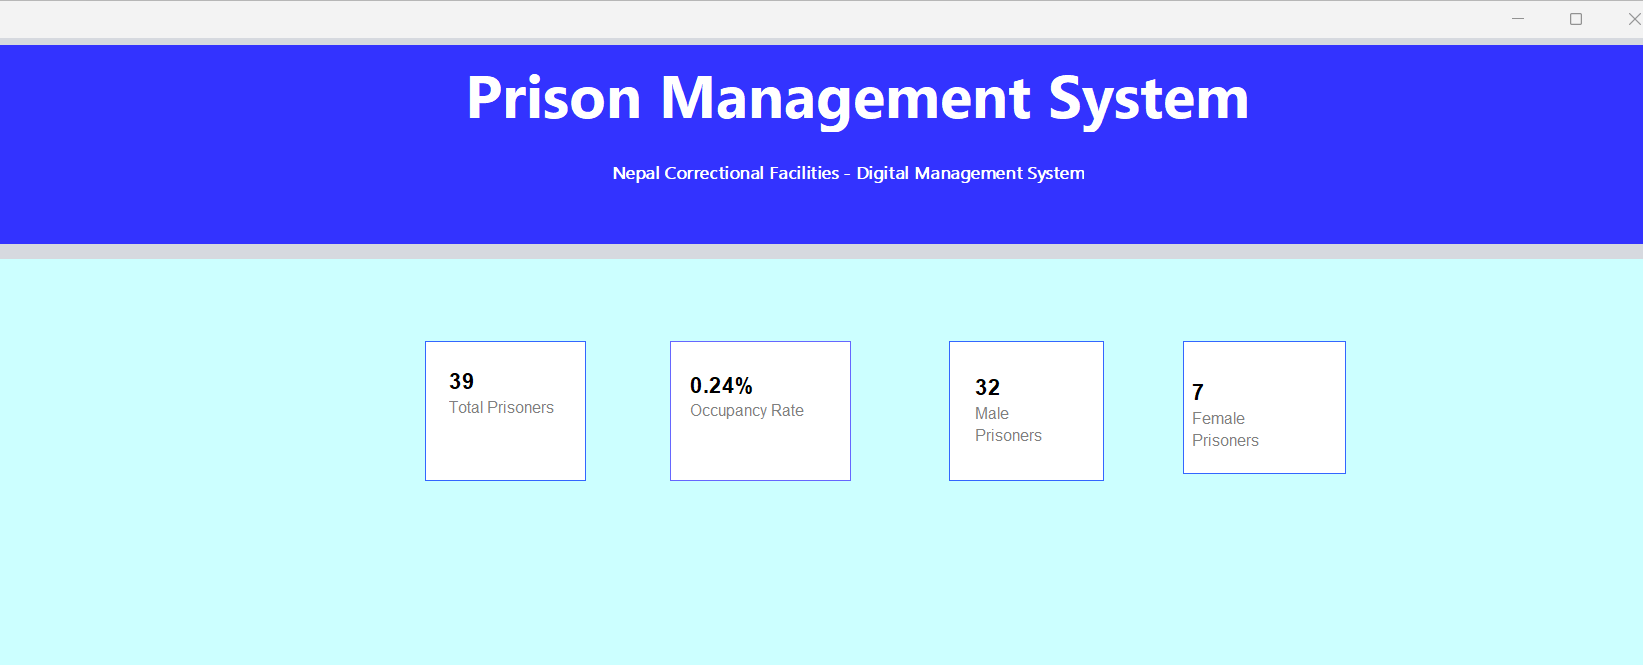 Prison Management System
Nepal Correctional Facilities - Digital Management System
39
Total Prisoners
0.24%
Occupancy Rate
32
Male
Prisoners
7
Female
Prisoners